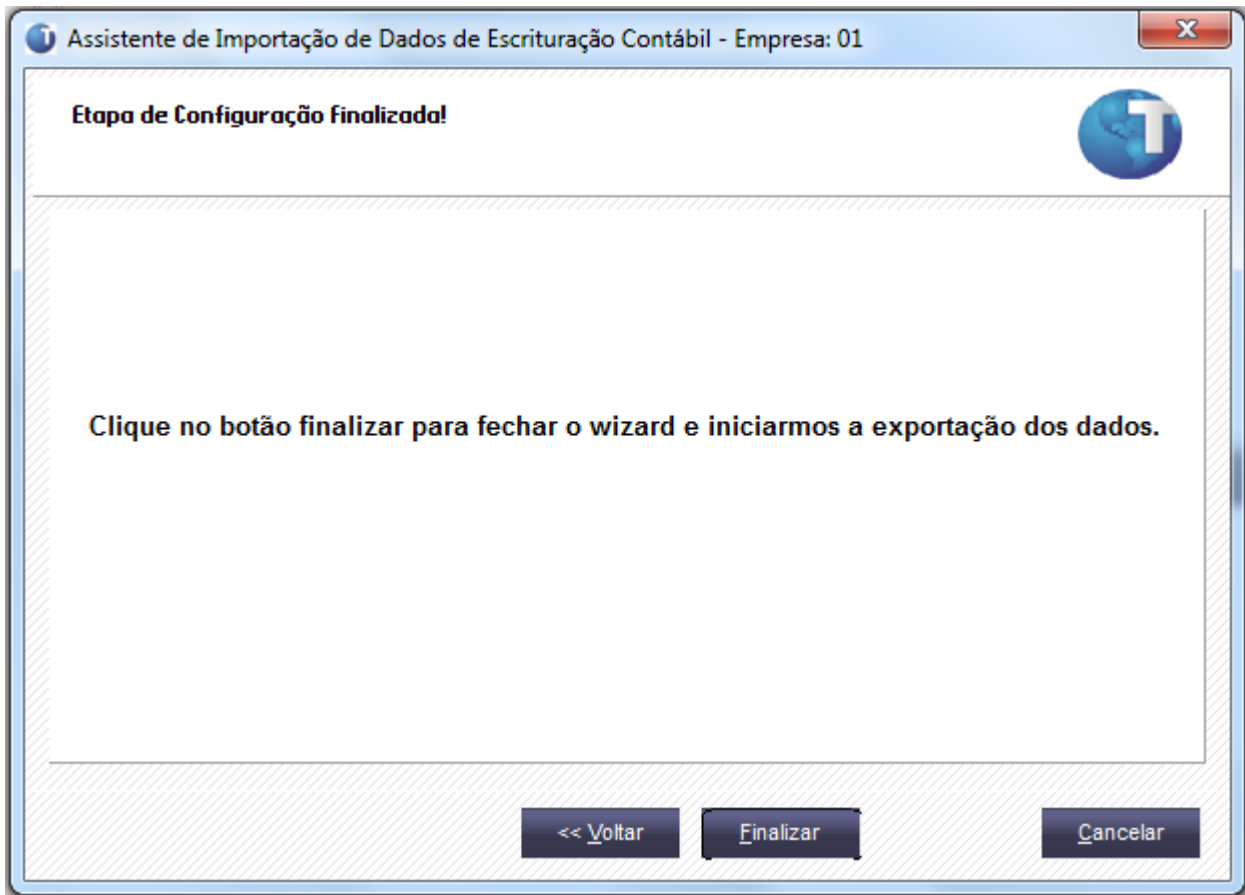 Assistente de Importação de Dados de Escrituração Contábil - Empresa: 01
Etapa de Configuração Finalizada!
T
Clique no botão finalizar para fechar o wizard e iniciarmos a exportação dos dados.
<< Voltar
Finalizar
Cancelar